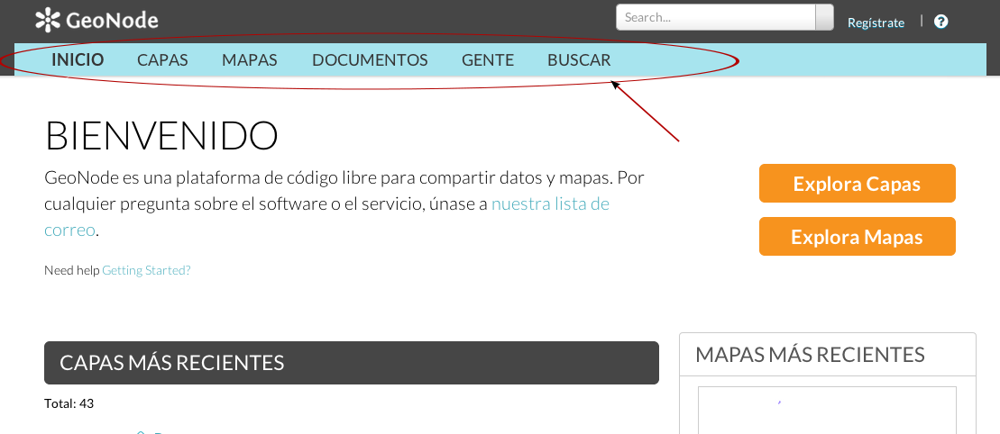 GeoNode
Search...
Regístrate | ?
INICIO CAPAS MAPAS DOCUMENTOS GENTE BUSCAR
BIENVENIDO
GeoNode es una plataforma de código libre para compartir datos y mapas. Por
cualquier pregunta sobre el software o el servicio, únase a nuestra lista de
correo.
Need help Getting Started?
Explora Capas
Explora Mapas
CAPAS MÁS RECIENTES
Total: 43
MAPAS MÁS RECIENTES